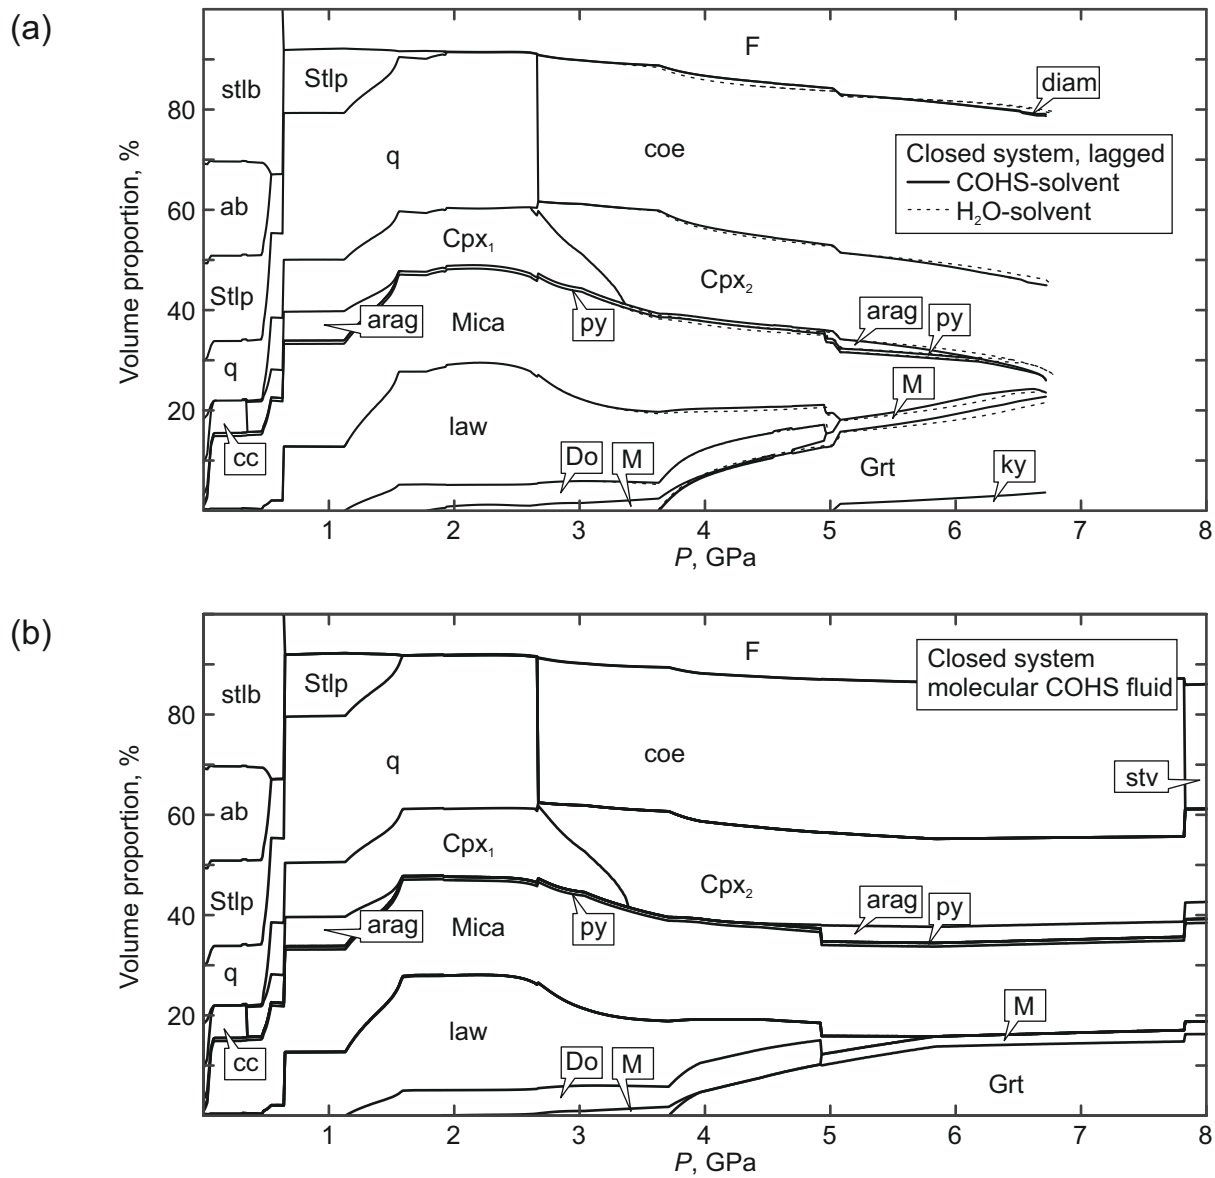 (a)
Volume proportion, %
80
60
40
20
stlb
ab
Stlp
q
cc
Stlp
q
Cpx₁
arag
Mica
law
py
Do
M
F
coe
Cpx₂
diam
Closed system, lagged
COHS-solvent
H₂O-solvent
arag
py
M
Grt
ky
1 2 3 4 5 6 7 8
P, GPa
(b)
Volume proportion, %
80
60
40
20
stlb
ab
Stlp
q
cc
Stlp
q
Cpx₁
arag
Mica
law
py
Do
M
F
coe
Cpx₂
Closed system
molecular COHS fluid
stv
arag
py
M
Grt
1 2 3 4 5 6 7 8
P, GPa